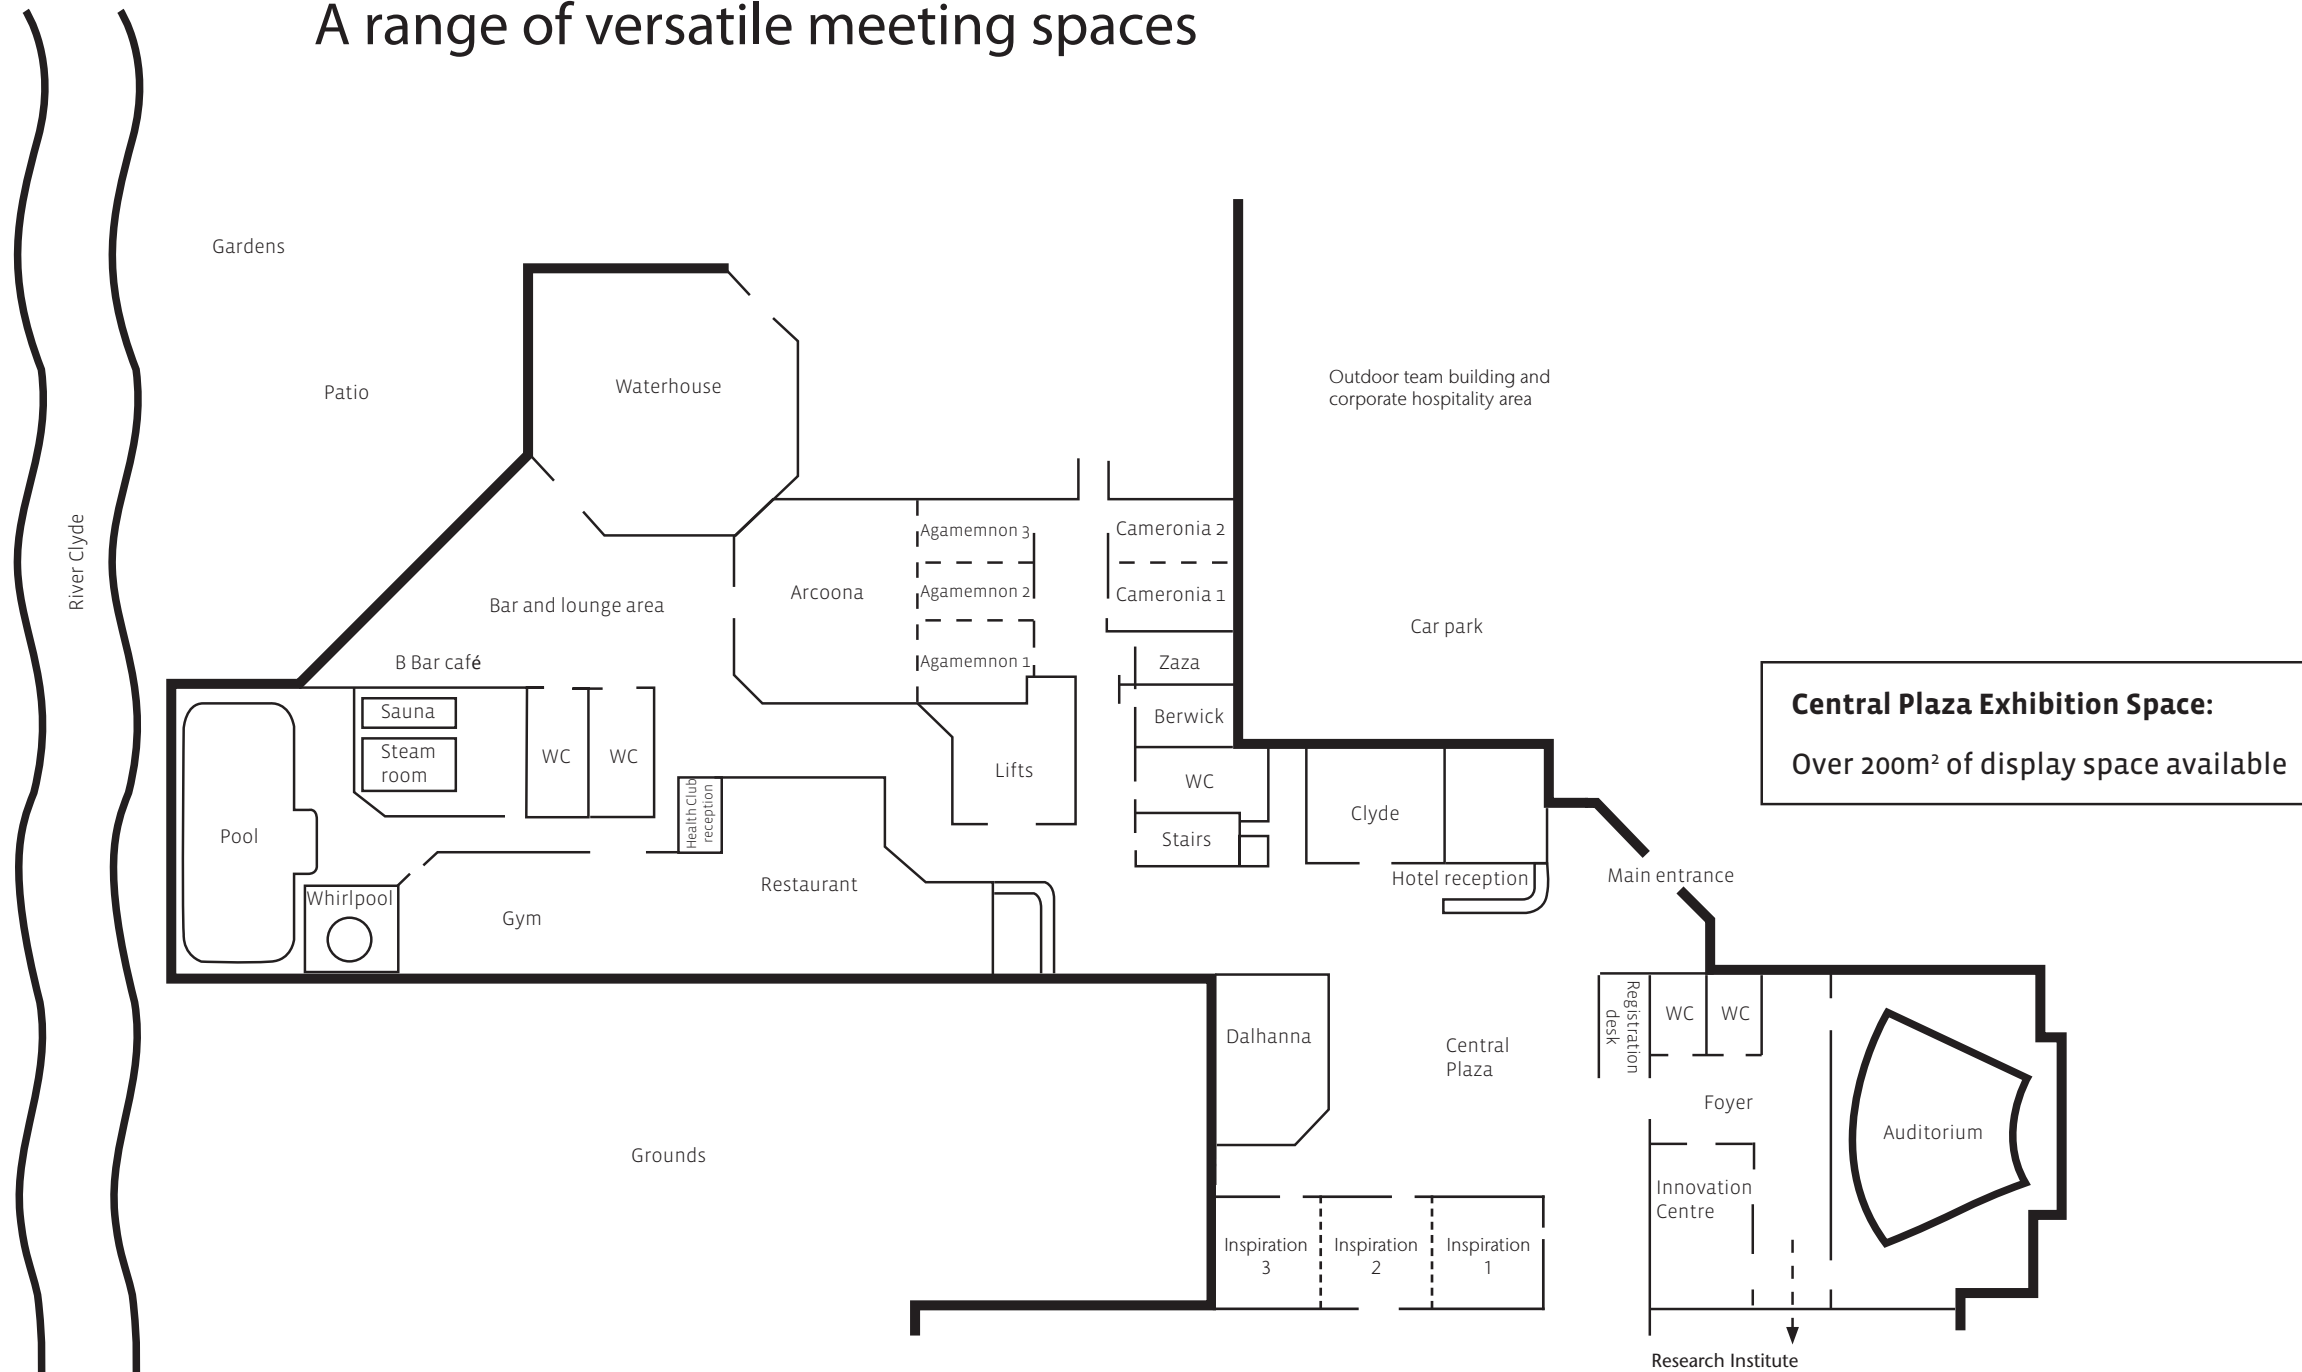 A range of versatile meeting spaces
Gardens
Patio
River Clyde
Waterhouse
Outdoor team building and
corporate hospitality area
Agamemnon 3
Cameronia 2
Arcoona
Agamemnon 2
Cameronia 1
Bar and lounge area
Car park
B Bar café
Agamemnon 1
Zaza
Sauna
Berwick
Central Plaza Exhibition Space:
Over 200m² of display space available
Steam
room
WC
WC
Lifts
WC
Health Club
reception
Clyde
Pool
Stairs
Restaurant
Hotel reception
Main entrance
Whirlpool
Gym
Dalhanna
Central
Plaza
Registration
desk
WC
WC
Foyer
Auditorium
Grounds
Innovation
Centre
Inspiration
3
Inspiration
2
Inspiration
1
Research Institute